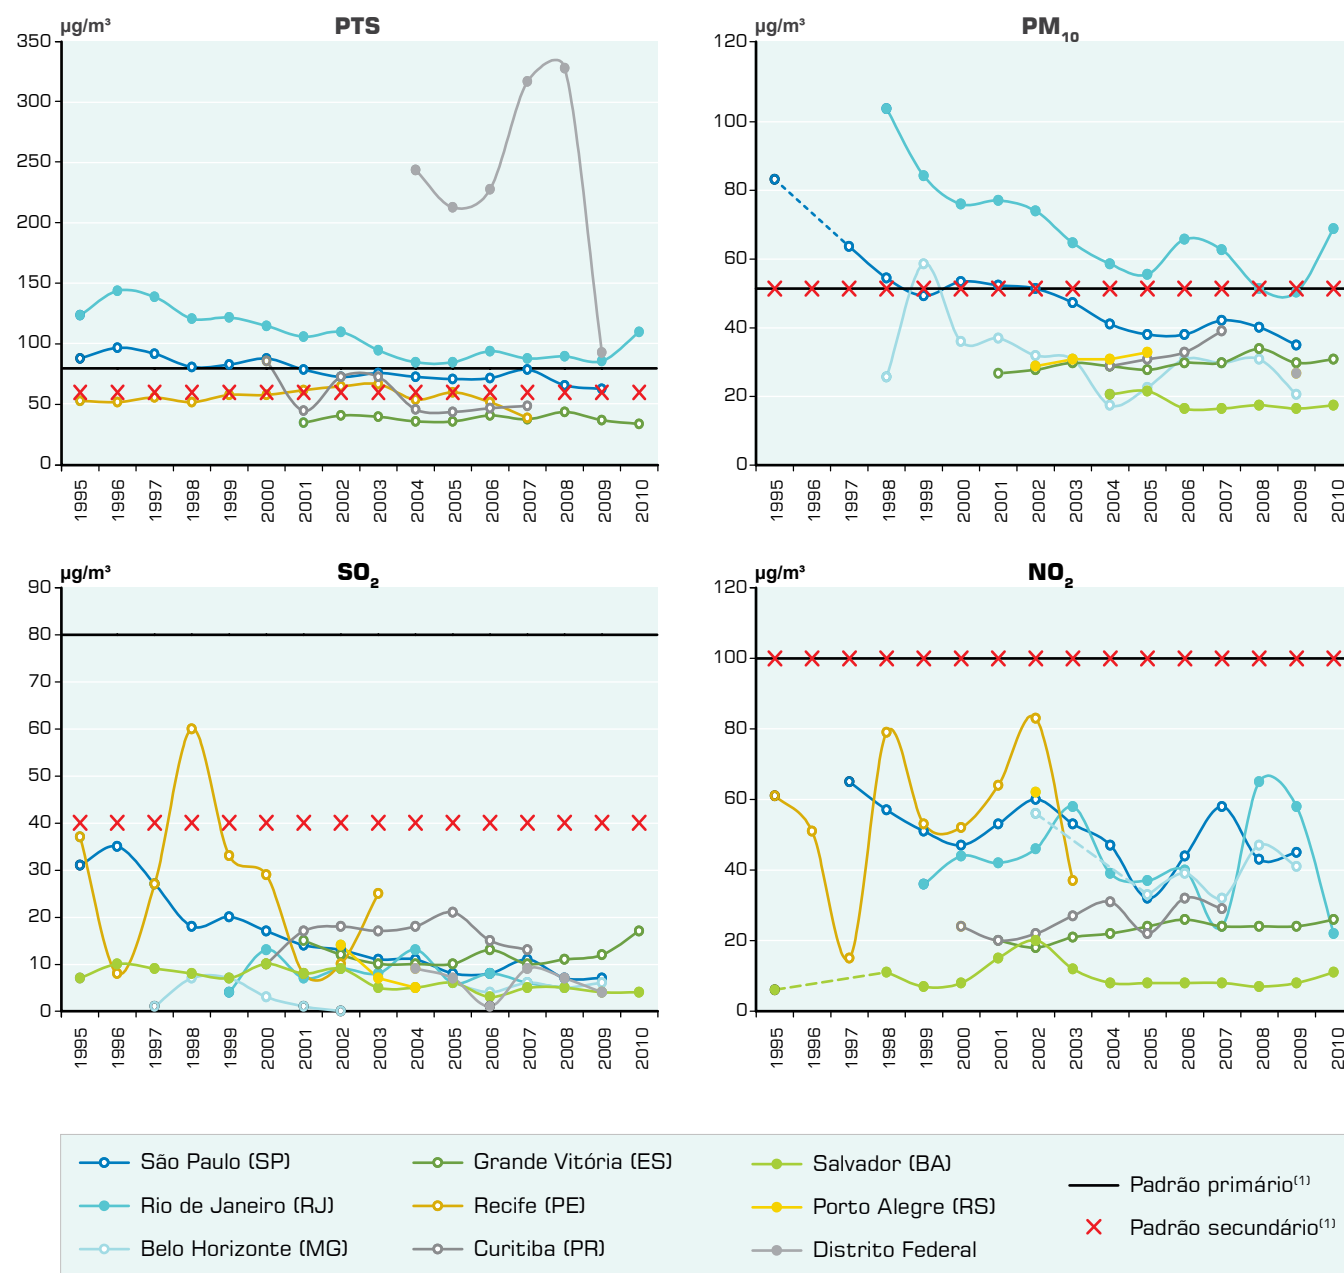 µg/m³ PTS
350
300
250
200
150
100
50
0
1995 1996 1997 1998 1999 2000 2001 2002 2003 2004 2005 2006 2007 2008 2009 2010
µg/m³ PM₁₀
120
100
80
60
40
20
0
1995 1996 1997 1998 1999 2000 2001 2002 2003 2004 2005 2006 2007 2008 2009 2010
µg/m³ SO₂
90
80
70
60
50
40
30
20
10
0
1995 1996 1997 1998 1999 2000 2001 2002 2003 2004 2005 2006 2007 2008 2009 2010
µg/m³ NO₂
120
100
80
60
40
20
0
1995 1996 1997 1998 1999 2000 2001 2002 2003 2004 2005 2006 2007 2008 2009 2010
São Paulo (SP)
Rio de Janeiro (RJ)
Belo Horizonte (MG)
Grande Vitória (ES)
Recife (PE)
Curitiba (PR)
Salvador (BA)
Porto Alegre (RS)
Distrito Federal
Padrão primário⁽¹⁾
Padrão secundário⁽¹⁾